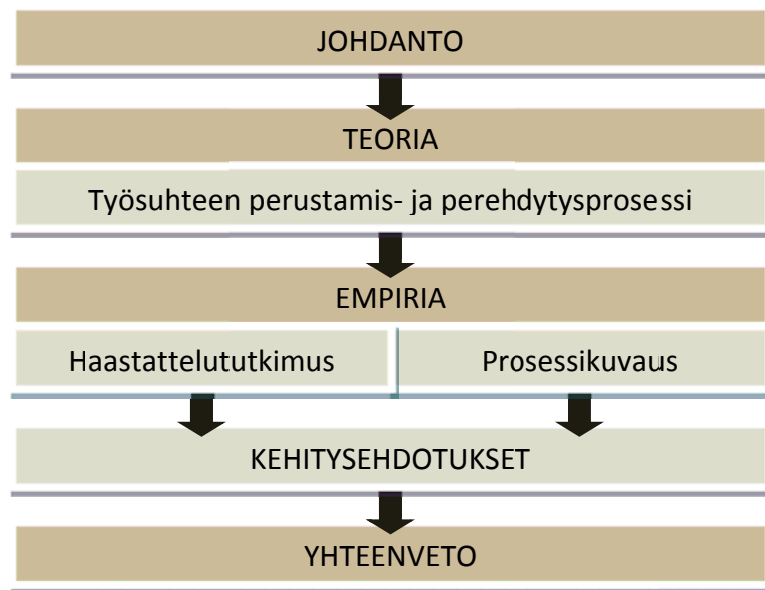 JOHDANTO
TEORIA
Työsuhteen perustamis- ja perehdytysprosessi
EMPIRIA
Haastattelututkimus
Prosessikuvaus
KEHITYSEHDOTUKSET
YHTEENVETO